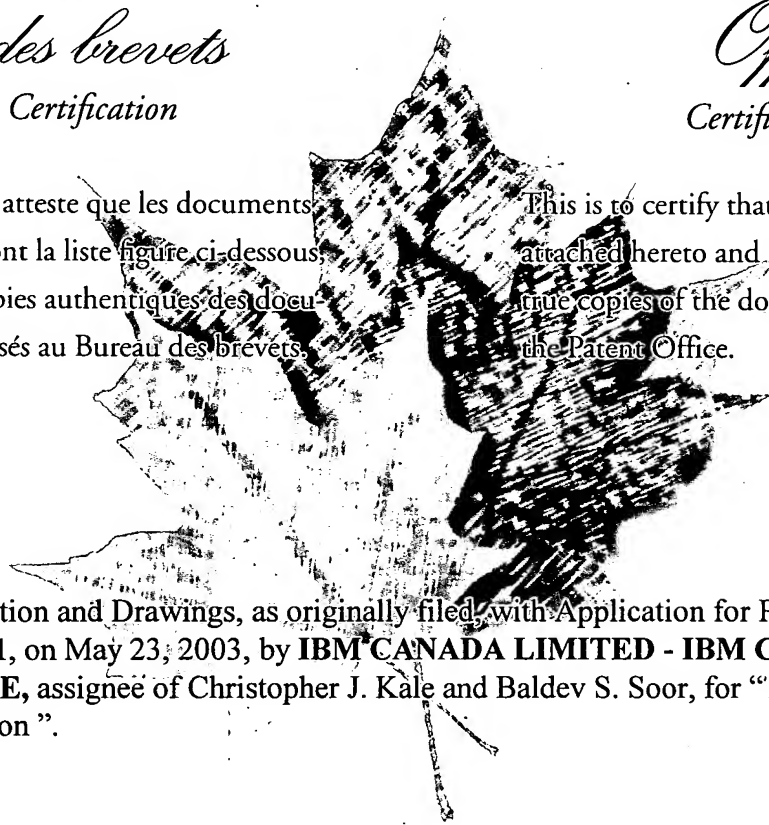 des brevets
Certification
atteste que les documents
nt la liste figure ci-dessous,
pies authentiques des docu-
sés au Bureau des brevets.
Certifi
This is to certify that
attached hereto and
true copies of the do
the Patent Office.
tion and Drawings, as originally filed, with Application for
1, on May 23, 2003, by IBM CANADA LIMITED - IBM C
E, assignee of Christopher J. Kale and Baldev S. Soor, for “
on ”.